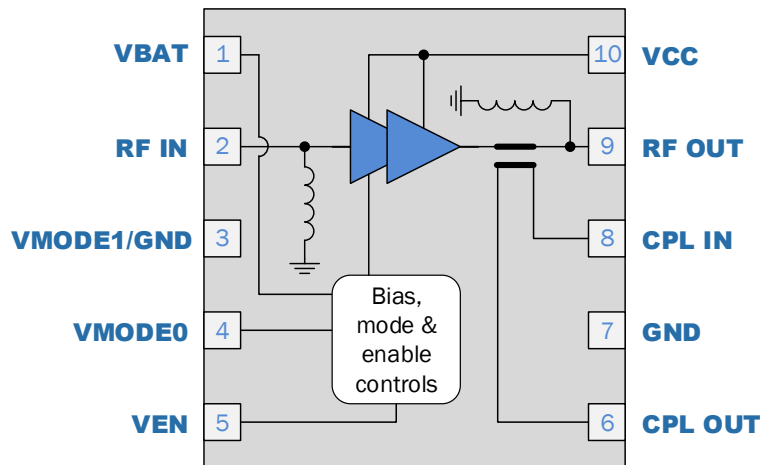 VBAT 1
RF IN 2
VMODE1/GND 3
VMODE0 4
VEN 5
Bias,
mode &
enable
controls
10 VCC
9 RF OUT
8 CPL IN
7 GND
6 CPL OUT